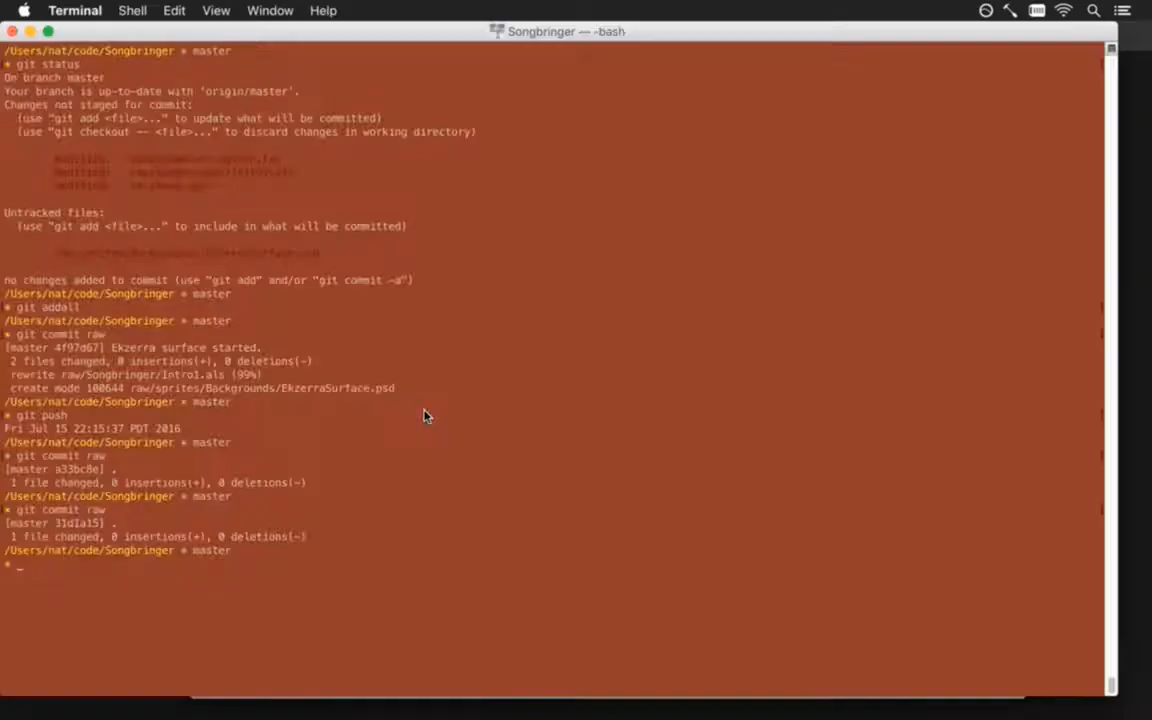 Terminal Shell Edit View Window Help
Songbringer — -bash
/Users/nat/code/Songbringer * master
* git status
On branch master
Your branch is up-to-date with 'origin/master'.
Changes not staged for commit:
(use "git add <file>..." to update what will be committed)
(use "git checkout -- <file>..." to discard changes in working directory)
modified:
modified:
modified:
Untracked files:
(use "git add <file>..." to include in what will be committed)
no changes added to commit (use "git add" and/or "git commit -a")
/Users/nat/code/Songbringer * master
* git addall
/Users/nat/code/Songbringer * master
* git commit raw
[master 4f97d67] Ekzerra surface started.
2 files changed, 0 insertions(+), 0 deletions(-)
rewrite raw/Songbringer/Intro1.als (99%)
create mode 100644 raw/sprites/Backgrounds/EkzerraSurface.psd
/Users/nat/code/Songbringer * master
* git push
Fri Jul 15 22:15:37 PDT 2016
/Users/nat/code/Songbringer * master
* git commit raw
[master a33bc8e] .
1 file changed, 0 insertions(+), 0 deletions(-)
/Users/nat/code/Songbringer * master
* git commit raw
[master 31d1a15] .
1 file changed, 0 insertions(+), 0 deletions(-)
/Users/nat/code/Songbringer * master
* _